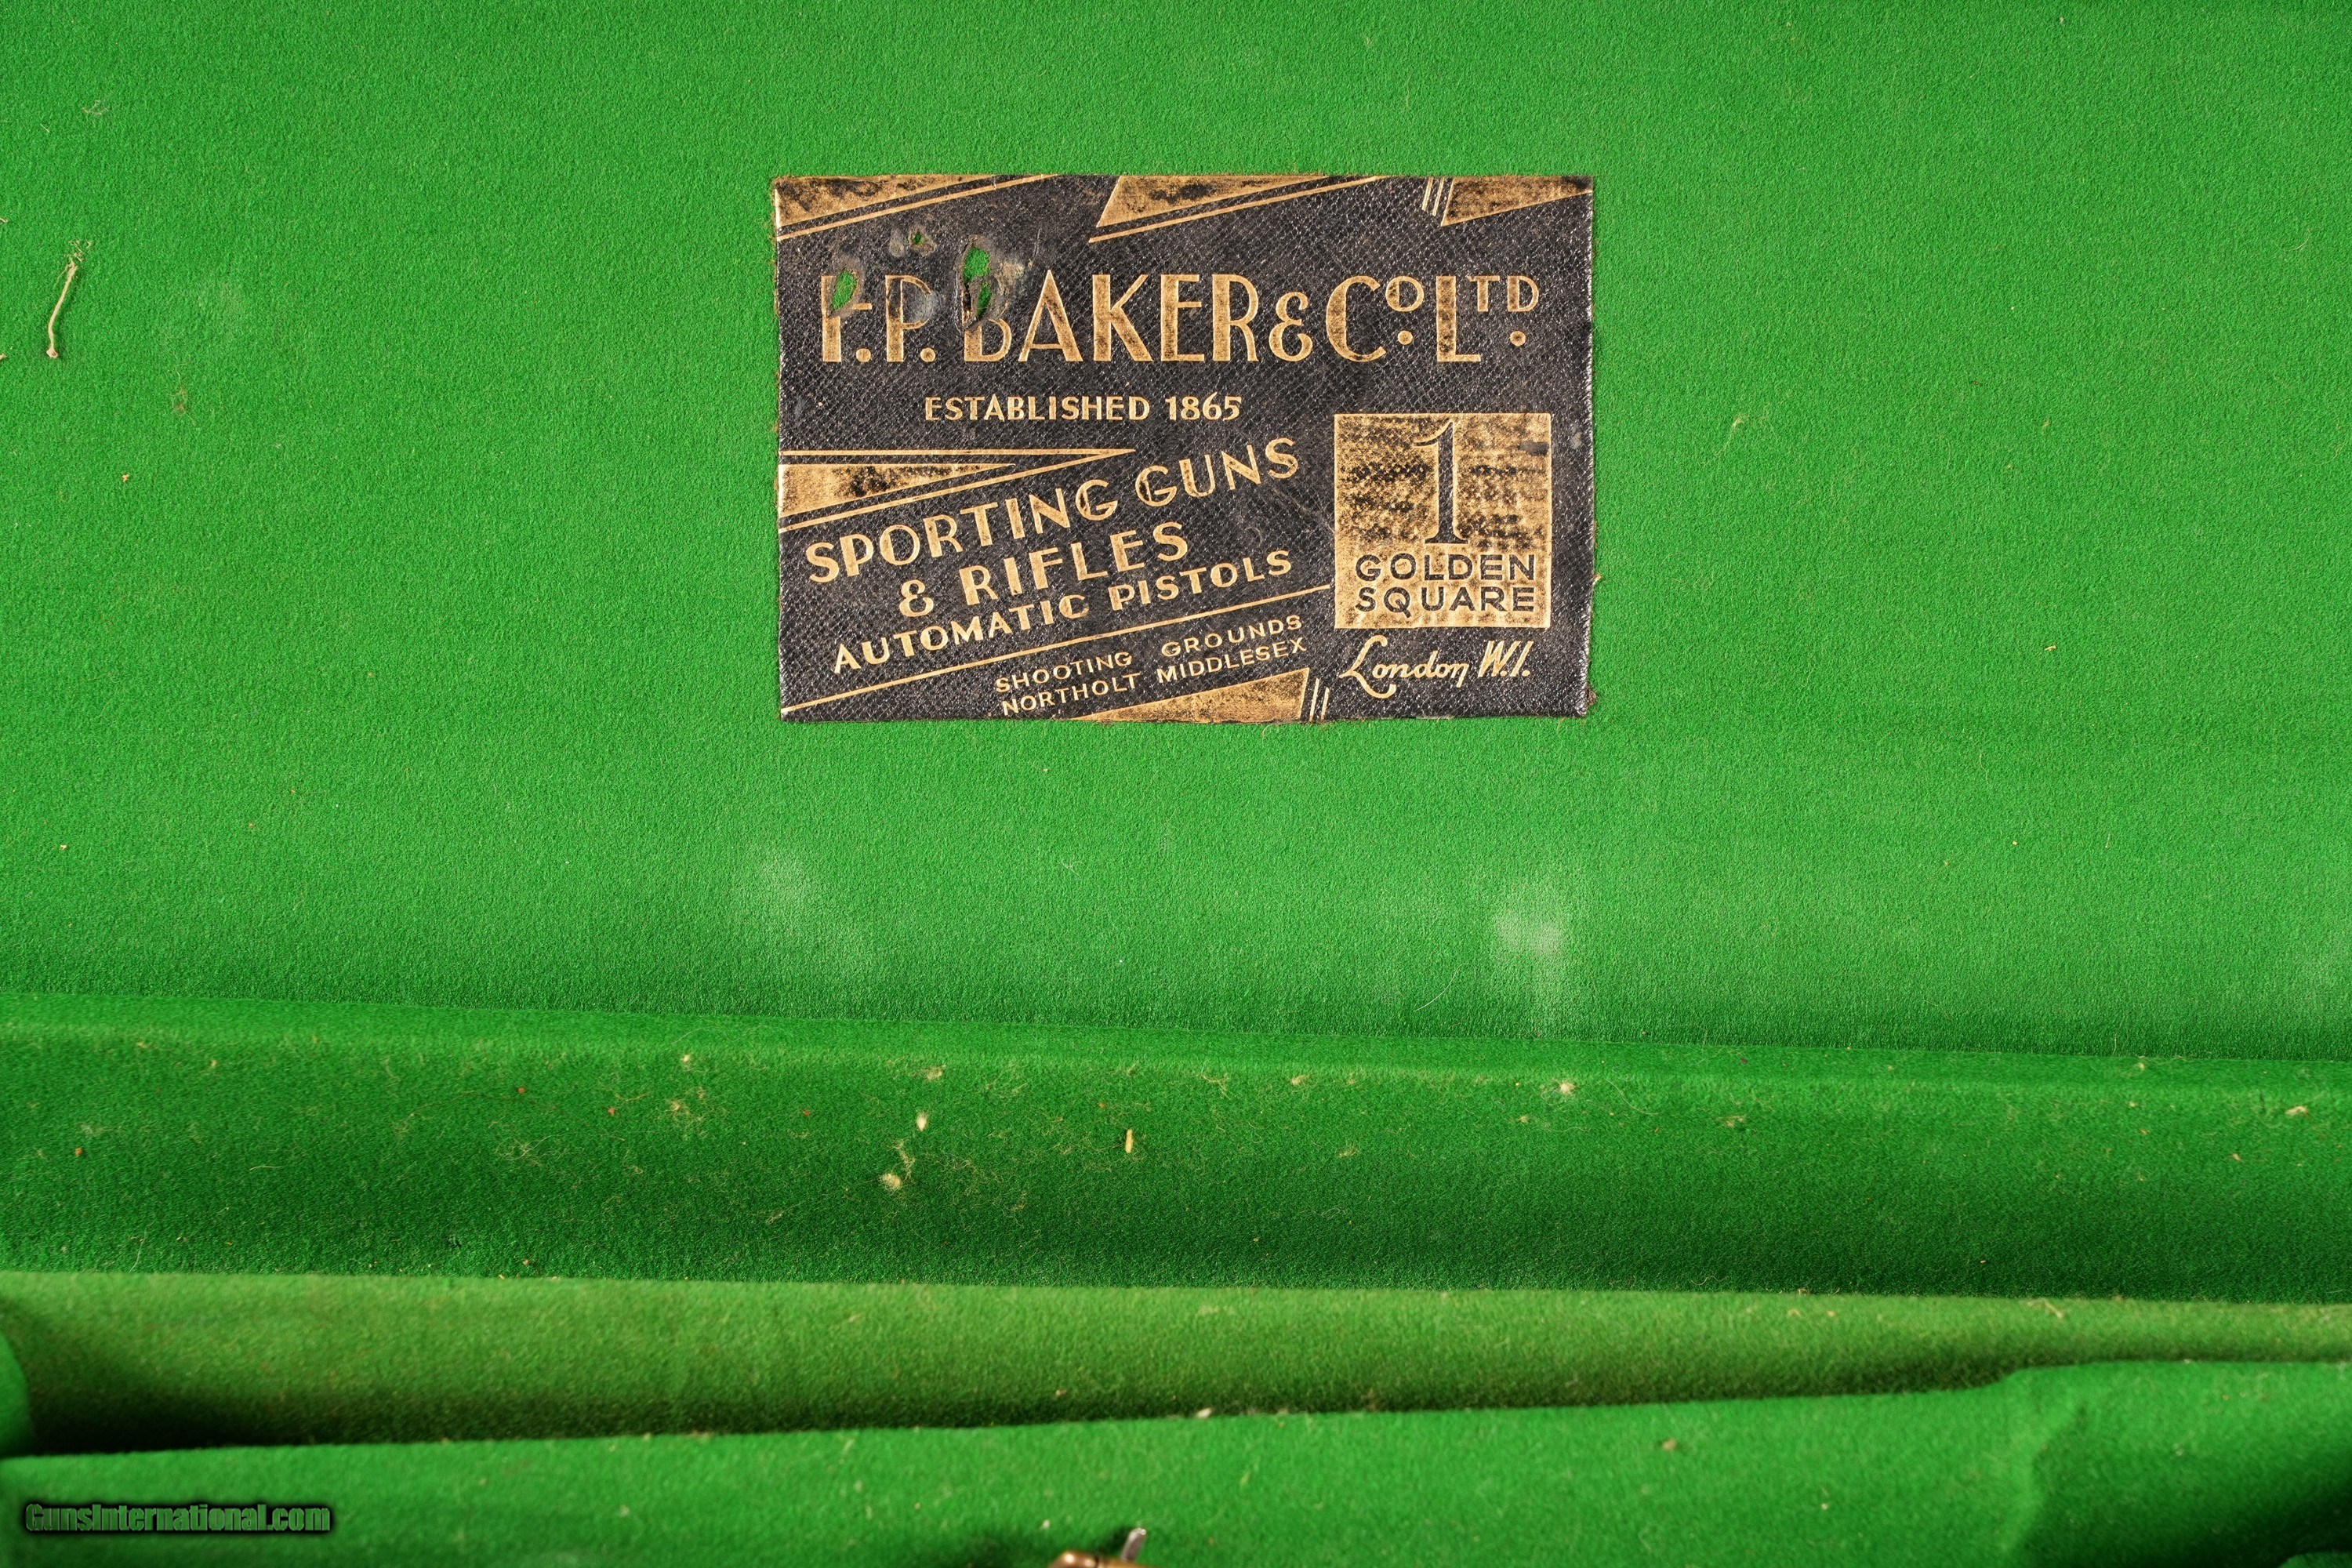 F.P. BAKER & Co. LTD.
ESTABLISHED 1865
SPORTING GUNS
& RIFLES
AUTOMATIC PISTOLS
SHOOTING GROUNDS
NORTHOLT MIDDLESEX
1
GOLDEN
SQUARE
London W.1.
GunsInternational.com